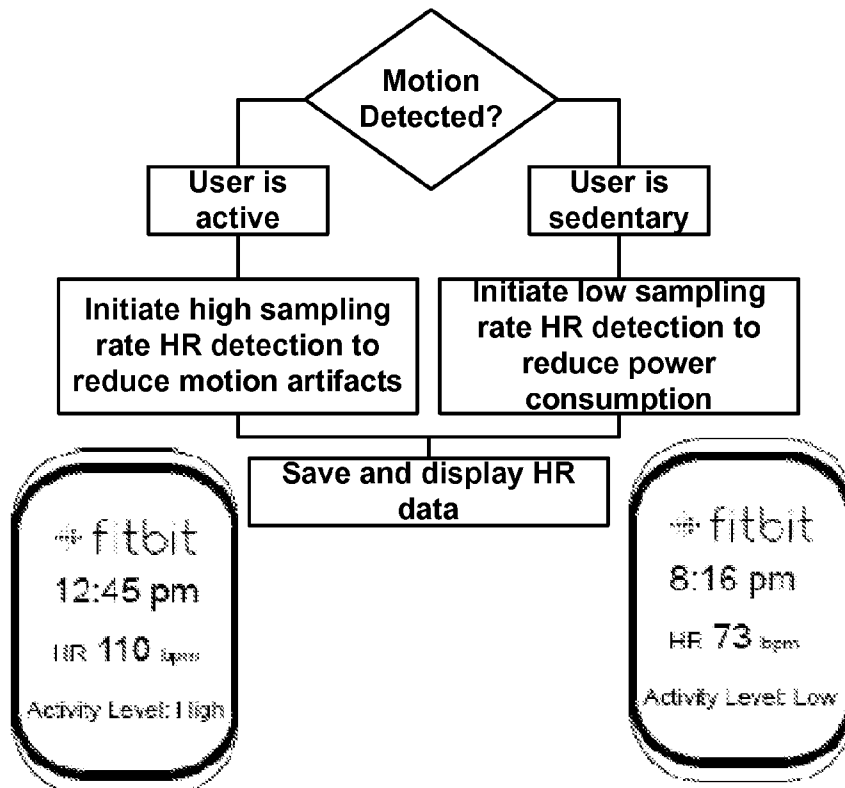 Motion
Detected?
User is
active
User is
sedentary
Initiate high sampling
rate HR detection to
reduce motion artifacts
Initiate low sampling
rate HR detection to
reduce power
consumption
Save and display HR
data
fitbit
12:45 pm
HR 110 bpm
Activity Level: High
fitbit
8:16 pm
HR 73 bpm
Activity Level: Low